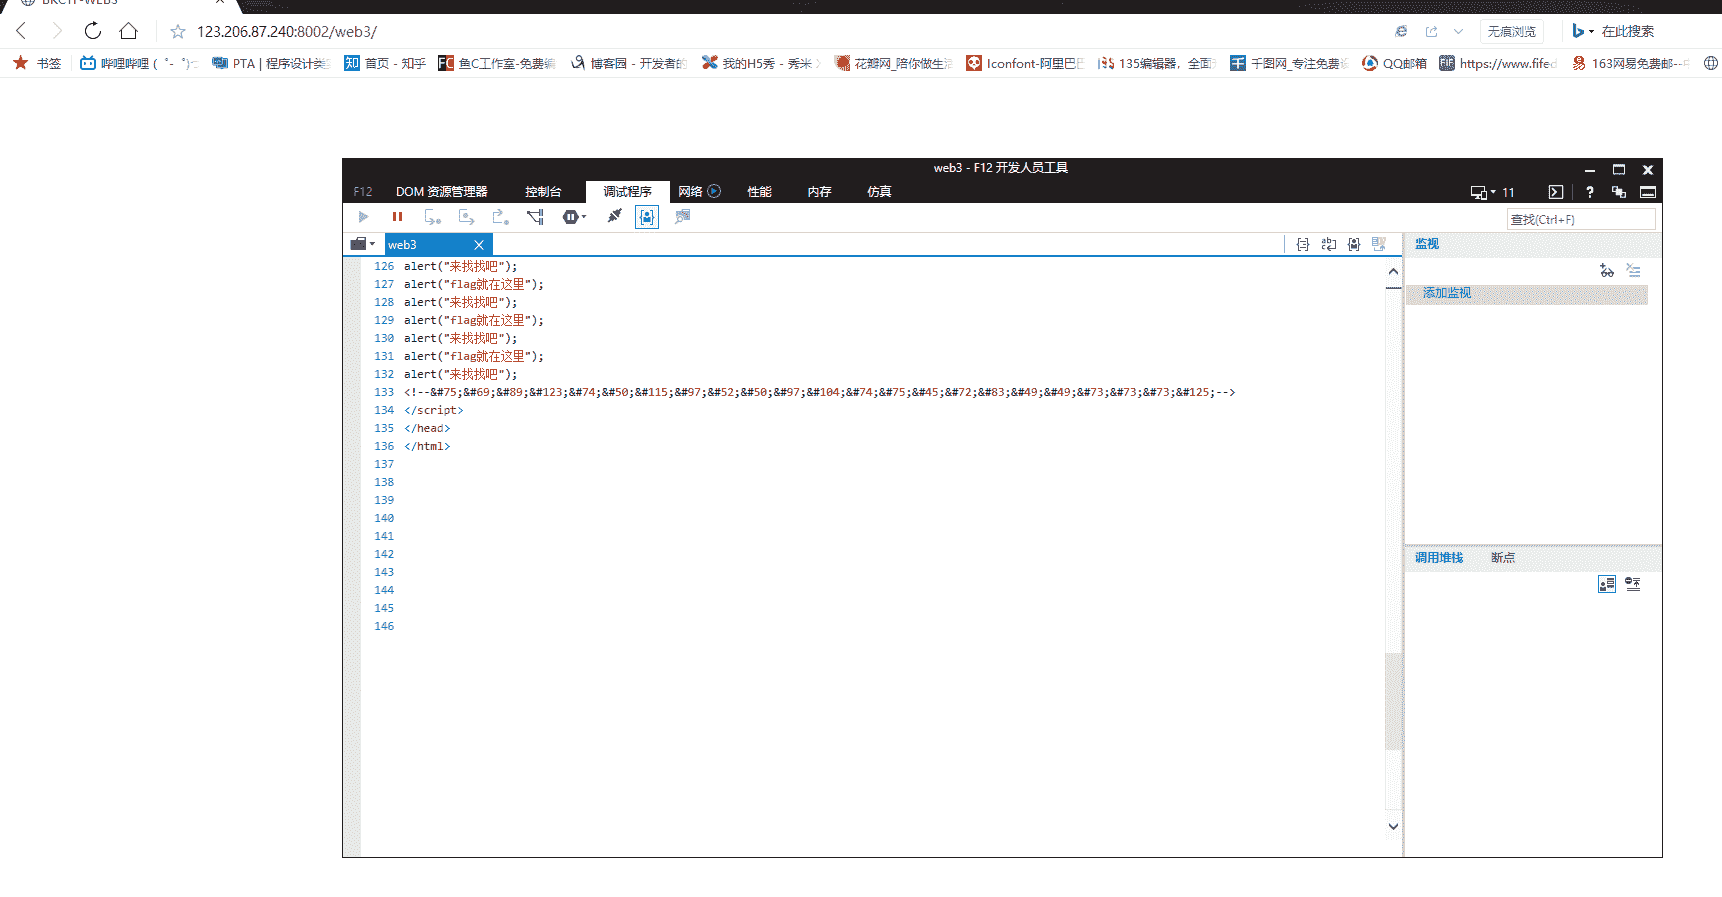 BKCTF-WEB3
123.206.87.240:8002/web3/
无痕浏览
在此搜索
书签
哔哩哔哩 ( ゜- ゜)つ
PTA | 程序设计类
首页 - 知乎
鱼C工作室-免费编
博客园 - 开发者的
我的H5秀 - 秀米
花瓣网_陪你做生活
Iconfont-阿里巴巴
135编辑器，全面
千图网_专注免费设
QQ邮箱
https://www.fifed
163网易免费邮--中
web3 - F12 开发人员工具
F12 DOM 资源管理器 控制台 调试程序 网络 性能 内存 仿真
11
?
查找(Ctrl+F)
web3
监视
添加监视
126 alert("来找找吧");
127 alert("flag就在这里");
128 alert("来找找吧");
129 alert("flag就在这里");
130 alert("来找找吧");
131 alert("flag就在这里");
132 alert("来找找吧");
133 <!--&#75;&#69;&#89;&#123;&#74;&#50;&#115;&#97;&#52;&#50;&#97;&#104;&#74;&#75;&#45;&#72;&#83;&#49;&#49;&#73;&#73;&#73;&#125;-->
134 </script>
135 </head>
136 </html>
137
138
139
140
141
142
143
144
145
146
调用堆栈 断点